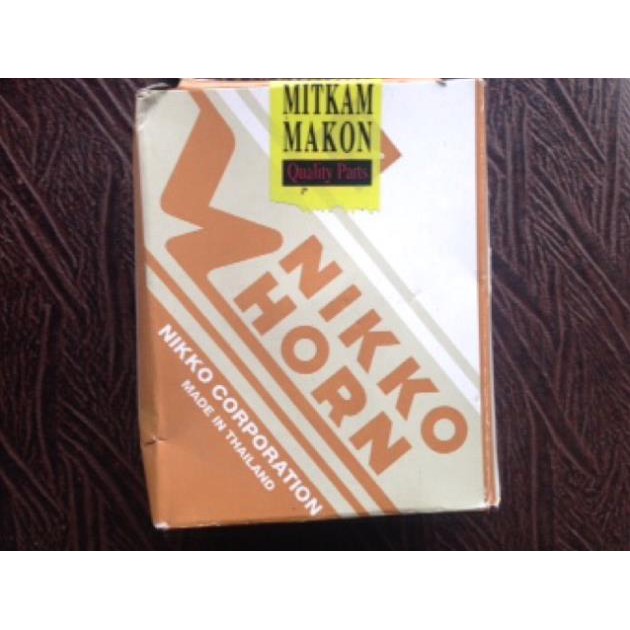 MITKAM
MAKON
Quality Parts
NIKKO
HORN
NIKKO CORPORATION
MADE IN THAILAND